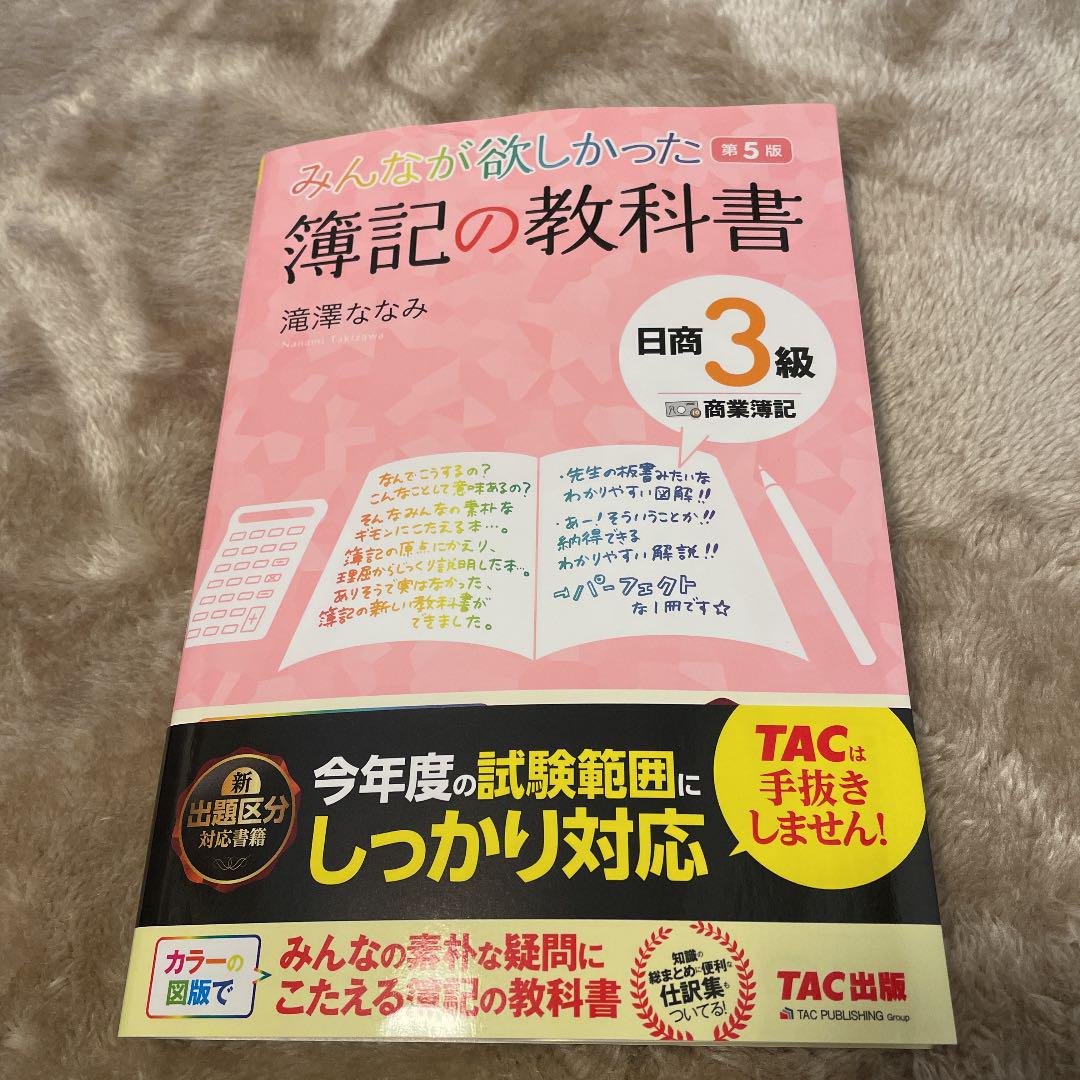 みんなが欲しかった
第5版
簿記の教科書
滝澤ななみ
Nanami Takizawa
日商3級
商業簿記
なんでこうするの?
こんなことして意味あるの?
そんなみんなの素朴な
ギモンにこたえる本…。
簿記の原点にかえり、
理屈からじっくり説明した本…。
ありそうで実はなかった、
簿記の新しい教科書が
できました。
・先生の板書みたいな
わかりやすい図解!!
・あー!そういうことか!!
納得できる
わかりやすい解説!!
パーフェクト
な1冊です☆
新
出題区分
対応書籍
今年度の試験範囲に
しっかり対応
TACは
手抜き
しません!
カラーの
図版で
みんなの素朴な疑問に
こたえる簿記の教科書
知識の
総まとめに便利な
仕訳集も
ついてる!
TAC出版
TAC PUBLISHING Group